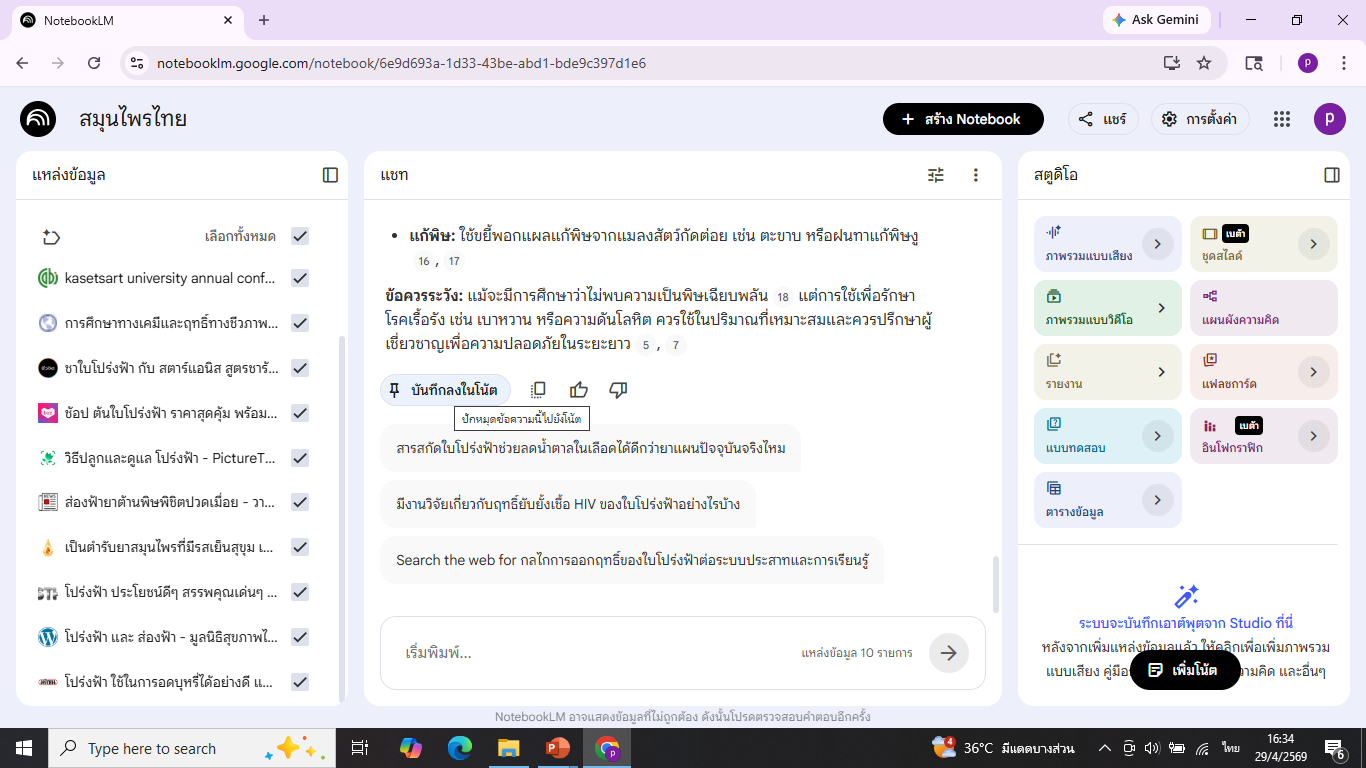 NotebookLM
Ask Gemini
notebooklm.google.com/notebook/6e9d693a-1d33-43be-abd1-bde9c397d1e6
p
สมุนไพรไทย
สร้าง Notebook
แชร์
การตั้งค่า
p
แหล่งข้อมูล
เลือกทั้งหมด
kasetsart university annual conf...
การศึกษาทางเคมีและฤทธิ์ทางชีวภาพ...
ชาใบโปร่งฟ้า กับ สตาร์แอนิส สูตรชารั...
ช้อป ต้นใบโปร่งฟ้า ราคาสุดคุ้ม พร้อม...
วิธีปลูกและดูแล โปร่งฟ้า - PictureT...
ส่องฟ้ายาต้านพิษพิชิตปวดเมื่อย - วา...
เป็นตำรับยาสมุนไพรที่มีรสเย็นสุขุม เ...
โปร่งฟ้า ประโยชน์ดีๆ สรรพคุณเด่นๆ ...
โปร่งฟ้า และ ส่องฟ้า - มูลนิธิสุขภาพไ...
โปร่งฟ้า ใช้ในการอดบุหรี่ได้อย่างดี แ...
แชท
แก้พิษ: ใช้ขยี้พอกแผลแก้พิษจากแมลงสัตว์กัดต่อย เช่น ตะขาบ หรือฝนทาแก้พิษงู
16 , 17
ข้อควรระวัง: แม้จะมีการศึกษาว่าไม่พบความเป็นพิษเฉียบพลัน 18 แต่การใช้เพื่อรักษา
โรคเรื้อรัง เช่น เบาหวาน หรือความดันโลหิต ควรใช้ในปริมาณที่เหมาะสมและควรปรึกษาผู้
เชี่ยวชาญเพื่อความปลอดภัยในระยะยาว 5 , 7
บันทึกลงในโน้ต
ปักหมุดข้อความนี้ไปยังโน้ต
สารสกัดใบโปร่งฟ้าช่วยลดน้ำตาลในเลือดได้ดีกว่ายาแผนปัจจุบันจริงไหม
มีงานวิจัยเกี่ยวกับฤทธิ์ยับยั้งเชื้อ HIV ของใบโปร่งฟ้าอย่างไรบ้าง
Search the web for กลไกการออกฤทธิ์ของใบโปร่งฟ้าต่อระบบประสาทและการเรียนรู้
เริ่มพิมพ์...
แหล่งข้อมูล 10 รายการ
NotebookLM อาจแสดงข้อมูลที่ไม่ถูกต้อง ดังนั้นโปรดตรวจสอบคำตอบอีกครั้ง
สตูดิโอ
ภาพรวมแบบเสียง
เบต้า
ชุดสไลด์
ภาพรวมแบบวิดีโอ
แผนผังความคิด
รายงาน
แฟลชการ์ด
แบบทดสอบ
เบต้า
อินโฟกราฟิก
ตารางข้อมูล
ระบบจะบันทึกเอาต์พุตจาก Studio ที่นี่
หลังจากเพิ่มแหล่งข้อมูลแล้ว ให้คลิกเพื่อเพิ่มภาพรวม
แบบเสียง คู่มือ
วามคิด และอื่นๆ
เพิ่มโน้ต
Type here to search
4
36°C มีแดดบางส่วน
ไทย
16:34
29/4/2569
6